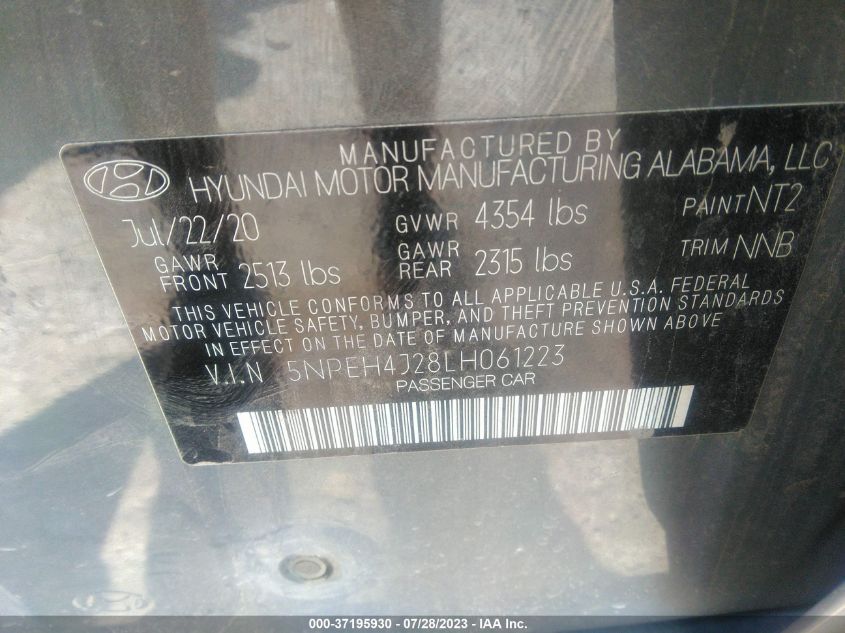 MANUFACTURED BY
HYUNDAI MOTOR MANUFACTURING ALABAMA, LLC
Jul/22/20 GVWR 4354 lbs PAINT NT2
GAWR FRONT 2513 lbs GAWR REAR 2315 lbs TRIM NNB
THIS VEHICLE CONFORMS TO ALL APPLICABLE U.S.A. FEDERAL
MOTOR VEHICLE SAFETY, BUMPER, AND THEFT PREVENTION STANDARDS
IN EFFECT ON THE DATE OF MANUFACTURE SHOWN ABOVE
V.I.N 5NPEH4J28LH061223
PASSENGER CAR
000-37195930 - 07/28/2023 - IAA Inc.